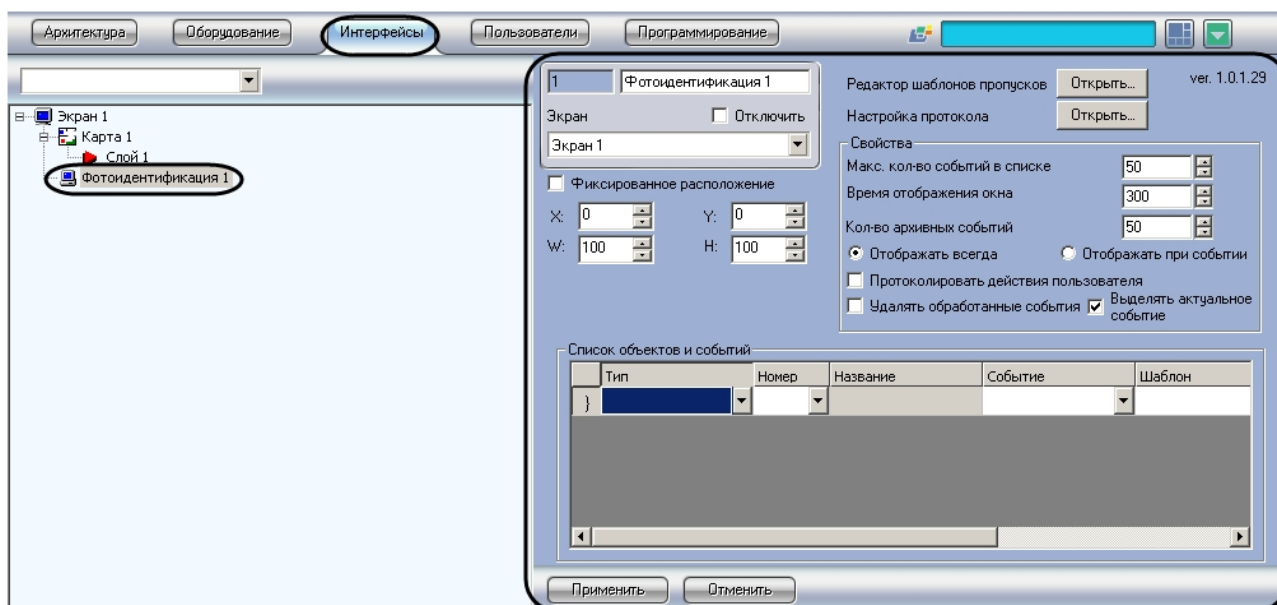 Архитектура Оборудование Интерфейсы Пользователи Программирование
Экран 1
Карта 1
Слой 1
Фотоидентификация 1
1 Фотоидентификация 1
Экран Отключить
Экран 1
Фиксированное расположение
X: 0 Y: 0
W: 100 H: 100
Редактор шаблонов пропусков Открыть... ver. 1.0.1.29
Настройка протокола Открыть...
Свойства
Макс. кол-во событий в списке 50
Время отображения окна 300
Кол-во архивных событий 50
Отображать всегда Отображать при событии
Протоколировать действия пользователя
Удалять обработанные события Выделять актуальное
событие
Список объектов и событий
Тип Номер Название Событие Шаблон
Применить Отменить